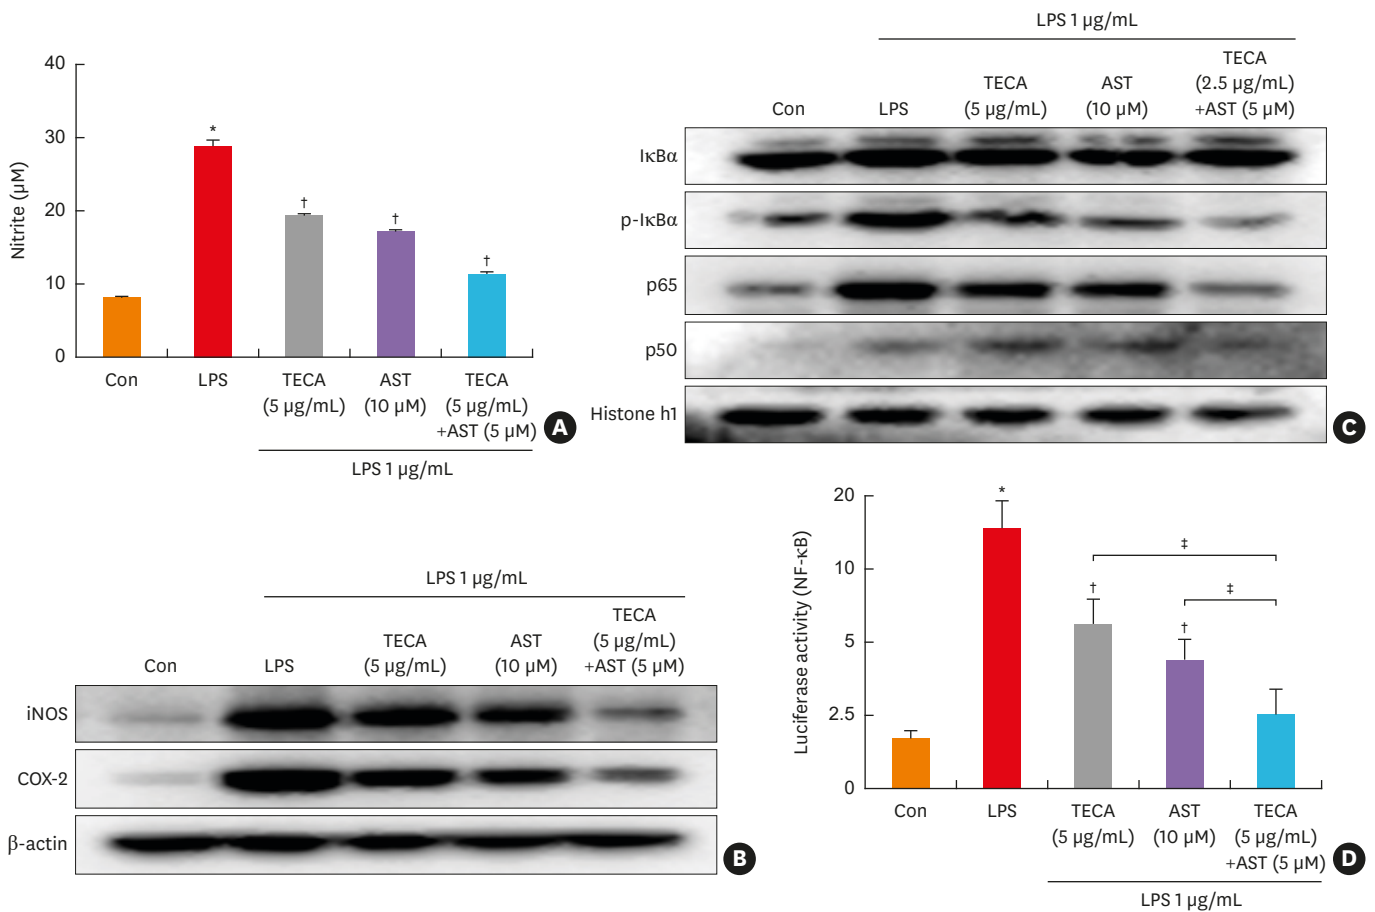 40
30
20
10
0
Nitrite (µM)
*
†
†
†
Con
LPS
TECA
(5 µg/mL)
AST
(10 µM)
TECA
(5 µg/mL)
+AST (5 µM)
LPS 1 µg/mL
A
LPS 1 µg/mL
Con
LPS
TECA
(5 µg/mL)
AST
(10 µM)
TECA
(5 µg/mL)
+AST (5 µM)
iNOS
COX-2
β-actin
B
LPS 1 µg/mL
Con
LPS
TECA
(5 µg/mL)
AST
(10 µM)
TECA
(2.5 µg/mL)
+AST (5 µM)
IκBα
p-IκBα
p65
p50
Histone h1
C
20
10
5
2.5
0
Luciferase activity (NF-κB)
*
†
†
‡
‡
Con
LPS
TECA
(5 µg/mL)
AST
(10 µM)
TECA
(5 µg/mL)
+AST (5 µM)
LPS 1 µg/mL
D